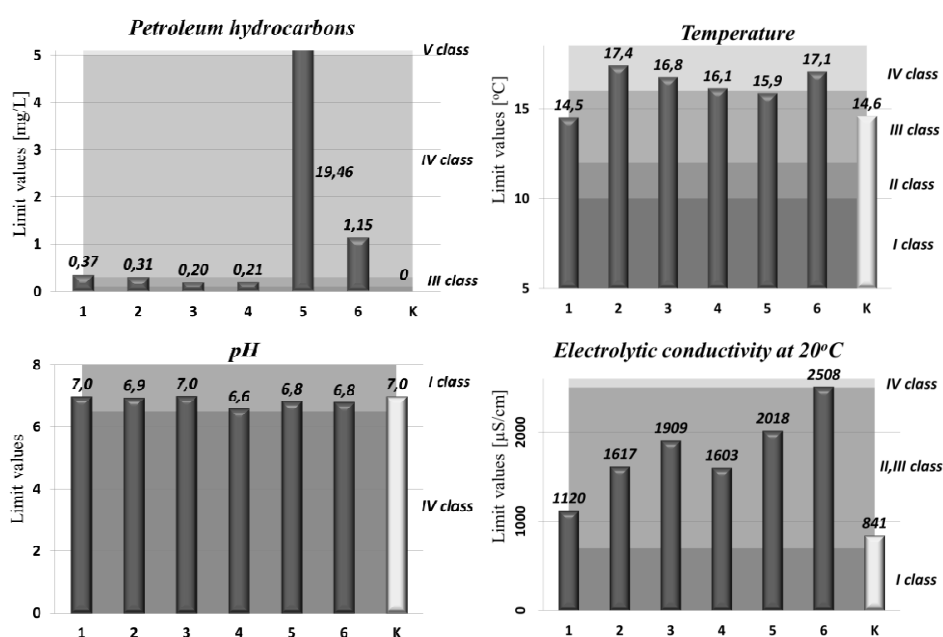 Petroleum hydrocarbons
Limit values [mg/L]
5
4
3
2
1
0
0,37
0,31
0,20
0,21
19,46
1,15
0
V class
IV class
III class
1 2 3 4 5 6 K
Temperature
Limit values [°C]
15
10
5
14,5
17,4
16,8
16,1
15,9
17,1
14,6
IV class
III class
II class
I class
1 2 3 4 5 6 K
pH
Limit values
8
6
4
2
0
7,0
6,9
7,0
6,6
6,8
6,8
7,0
I class
IV class
1 2 3 4 5 6 K
Electrolytic conductivity at 20°C
Limit values [µS/cm]
2000
1000
0
1120
1617
1909
1603
2018
2508
841
IV class
II,III class
I class
1 2 3 4 5 6 K